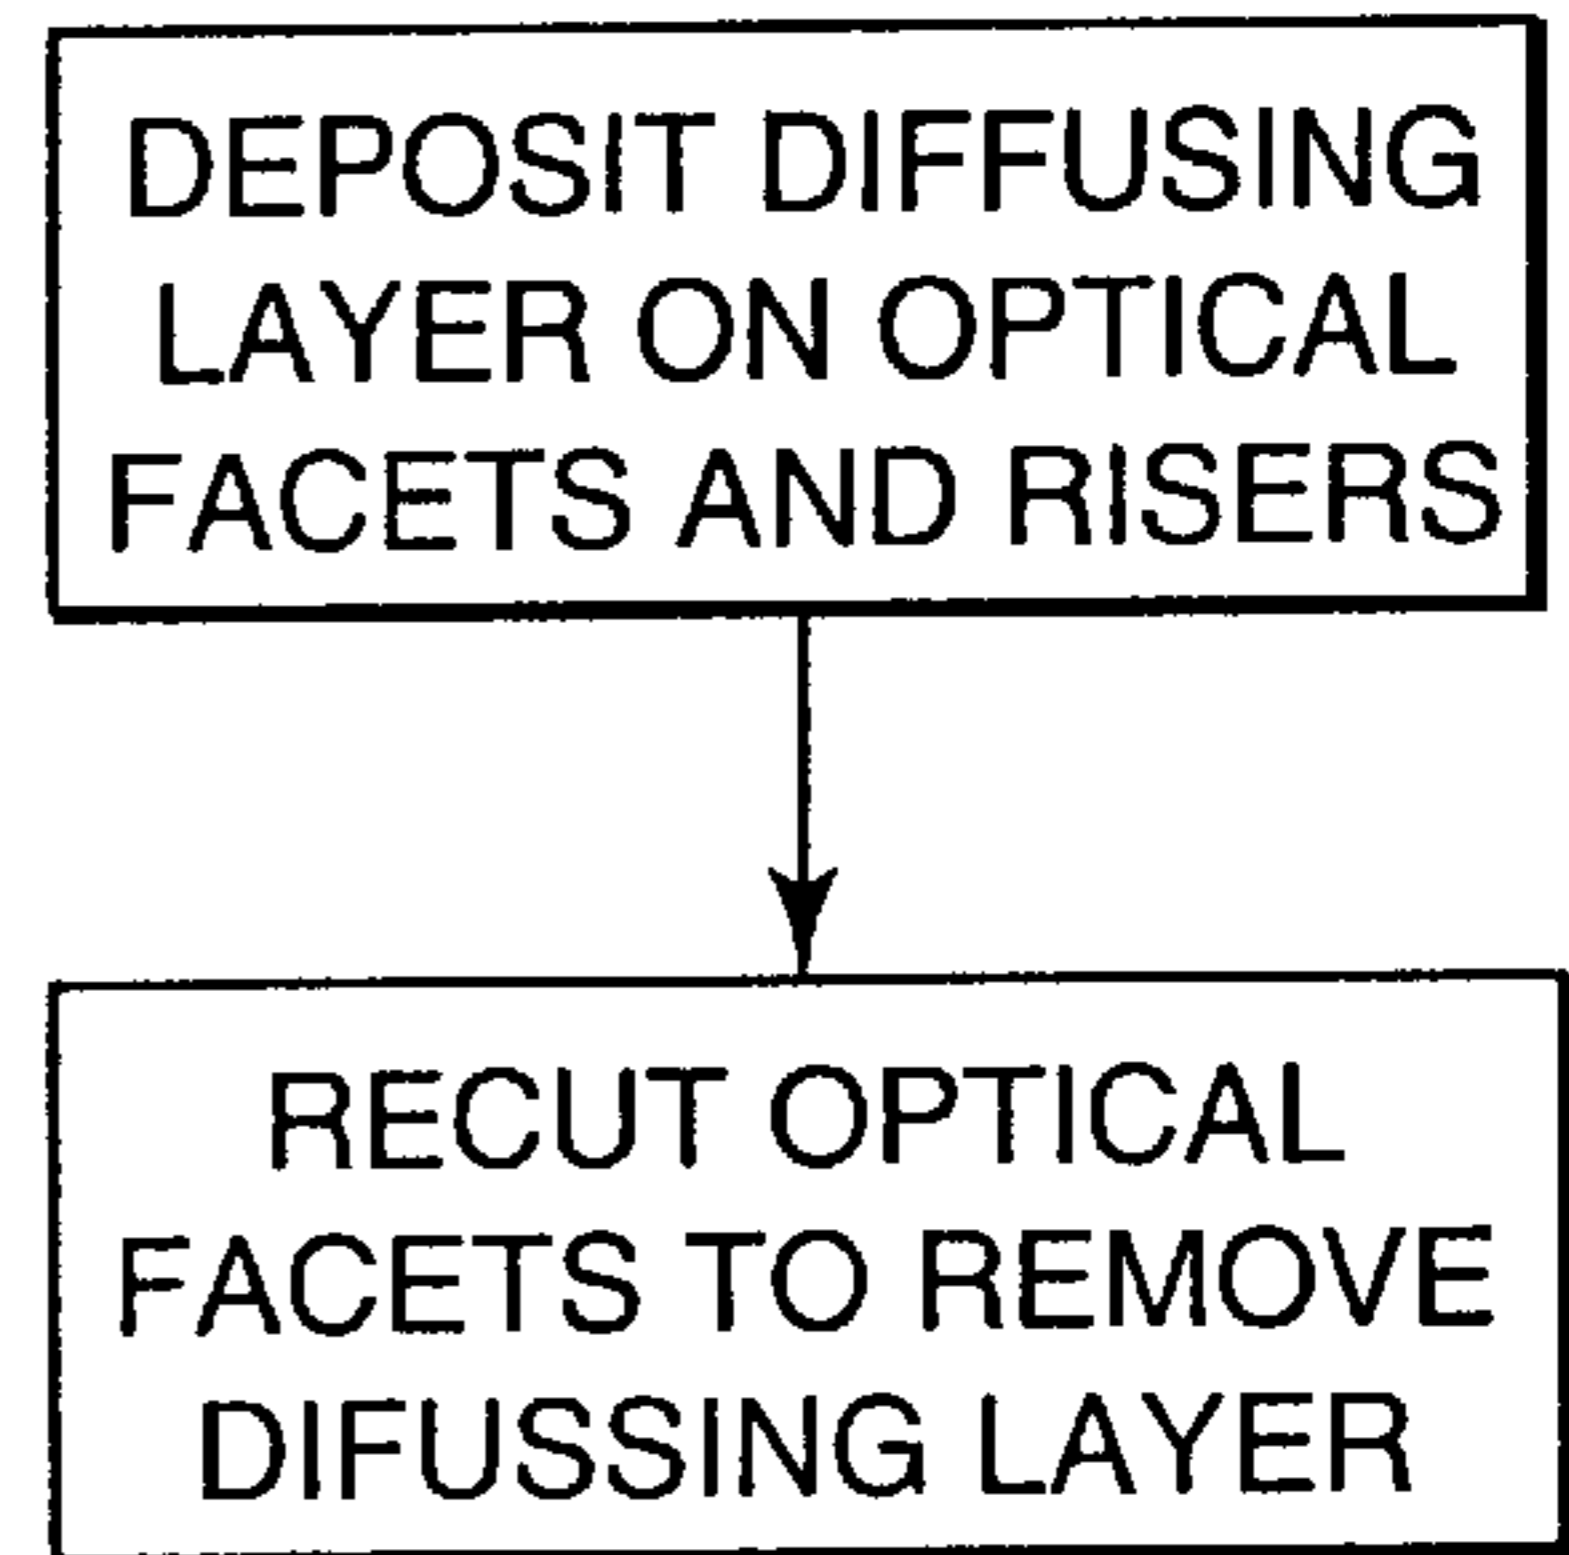 DEPOSIT DIFFUSING
LAYER ON OPTICAL
FACETS AND RISERS
RECUT OPTICAL
FACETS TO REMOVE
DIFUSSING LAYER